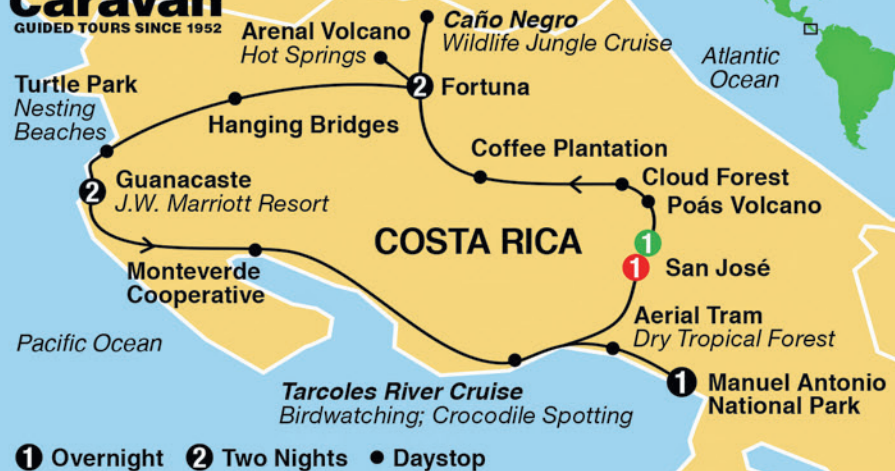 Caravan
GUIDED TOURS SINCE 1952
Arenal Volcano
Hot Springs
Caño Negro
Wildlife Jungle Cruise
Atlantic
Ocean
Turtle Park
Nesting
Beaches
2 Fortuna
Hanging Bridges
Coffee Plantation
2 Guanacaste
J.W. Marriott Resort
Cloud Forest
Poás Volcano
COSTA RICA
1
1 San José
Monteverde
Cooperative
Aerial Tram
Dry Tropical Forest
Pacific Ocean
Tarcoles River Cruise
Birdwatching; Crocodile Spotting
1 Manuel Antonio
National Park
1 Overnight 2 Two Nights Daystop